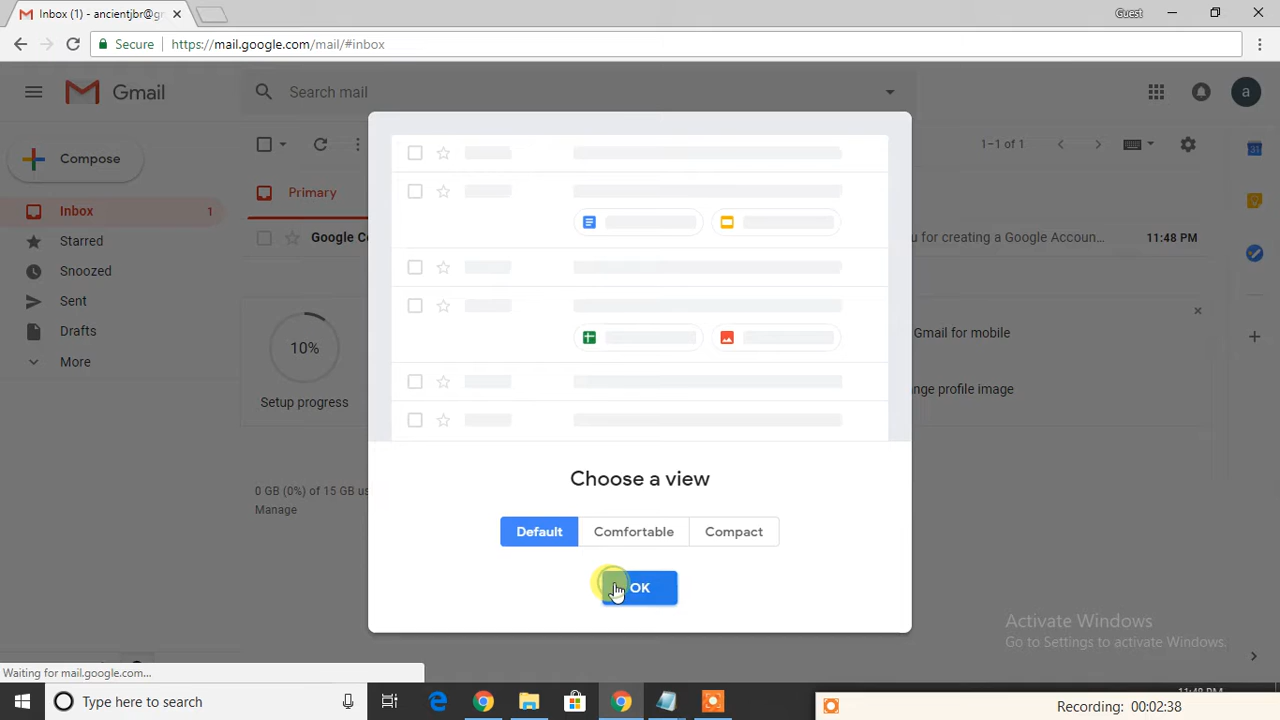 Inbox (1) - ancientjbr@gm
Guest
Secure
https://mail.google.com/mail/#inbox
Gmail
Search mail
a
Compose
1–1 of 1
Primary
Inbox
1
Google Co
u for creating a Google Accoun...
11:48 PM
Starred
Snoozed
Sent
Drafts
More
10%
Setup progress
Gmail for mobile
nge profile image
0 GB (0%) of 15 GB us
Manage
Choose a view
Default
Comfortable
Compact
OK
Activate Windows
Go to Settings to activate Windows.
Waiting for mail.google.com...
Type here to search
Recording: 00:02:38